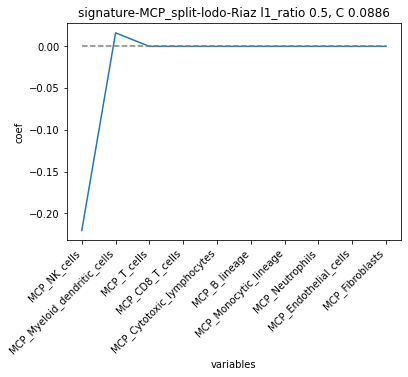 signature-MCP_split-lodo-Riaz l1_ratio 0.5, C 0.0886
0.00
−0.05
−0.10
−0.15
−0.20
coef
MCP_NK_cells
MCP_Myeloid_dendritic_cells
MCP_T_cells
MCP_CD8_T_cells
MCP_Cytotoxic_lymphocytes
MCP_B_lineage
MCP_Monocytic_lineage
MCP_Neutrophils
MCP_Endothelial_cells
MCP_Fibroblasts
variables